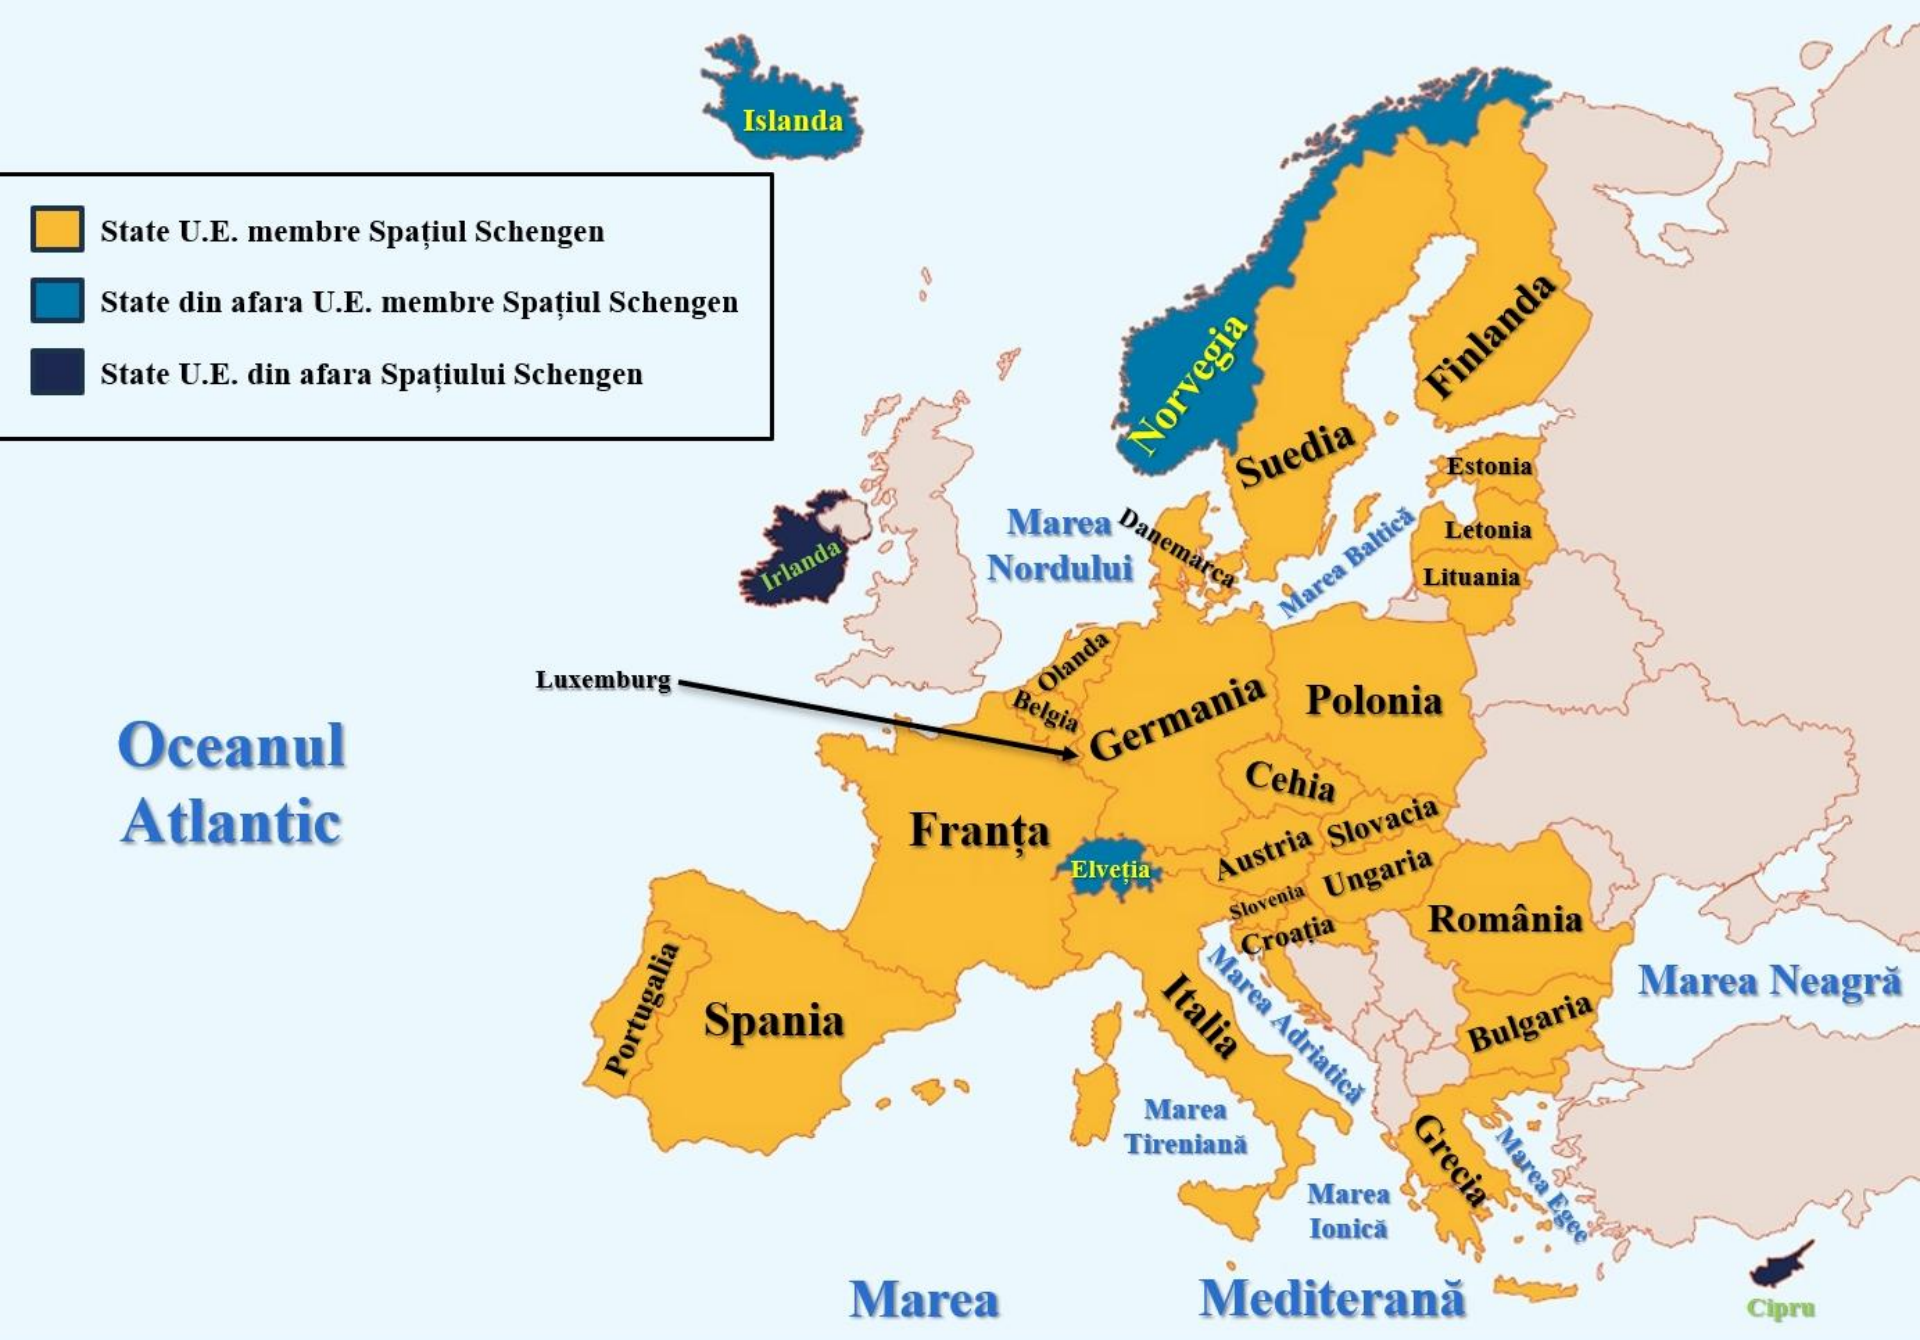 Islanda
State U.E. membre Spațiul Schengen
State din afara U.E. membre Spațiul Schengen
State U.E. din afara Spațiului Schengen
Norvegia
Finlanda
Suedia
Estonia
Letonia
Lituania
Marea
Nordului
Danemarca
Marea Baltică
Irlanda
Luxemburg
Olanda
Belgia
Germania
Polonia
Oceanul
Atlantic
Cehia
Franța
Elveția
Austria
Slovacia
Ungaria
Slovenia
Croația
România
Portugalia
Spania
Italia
Marea Adriatică
Marea Neagră
Bulgaria
Marea
Tireniană
Grecia
Marea Egee
Marea
Ionică
Marea Mediterană
Cipru